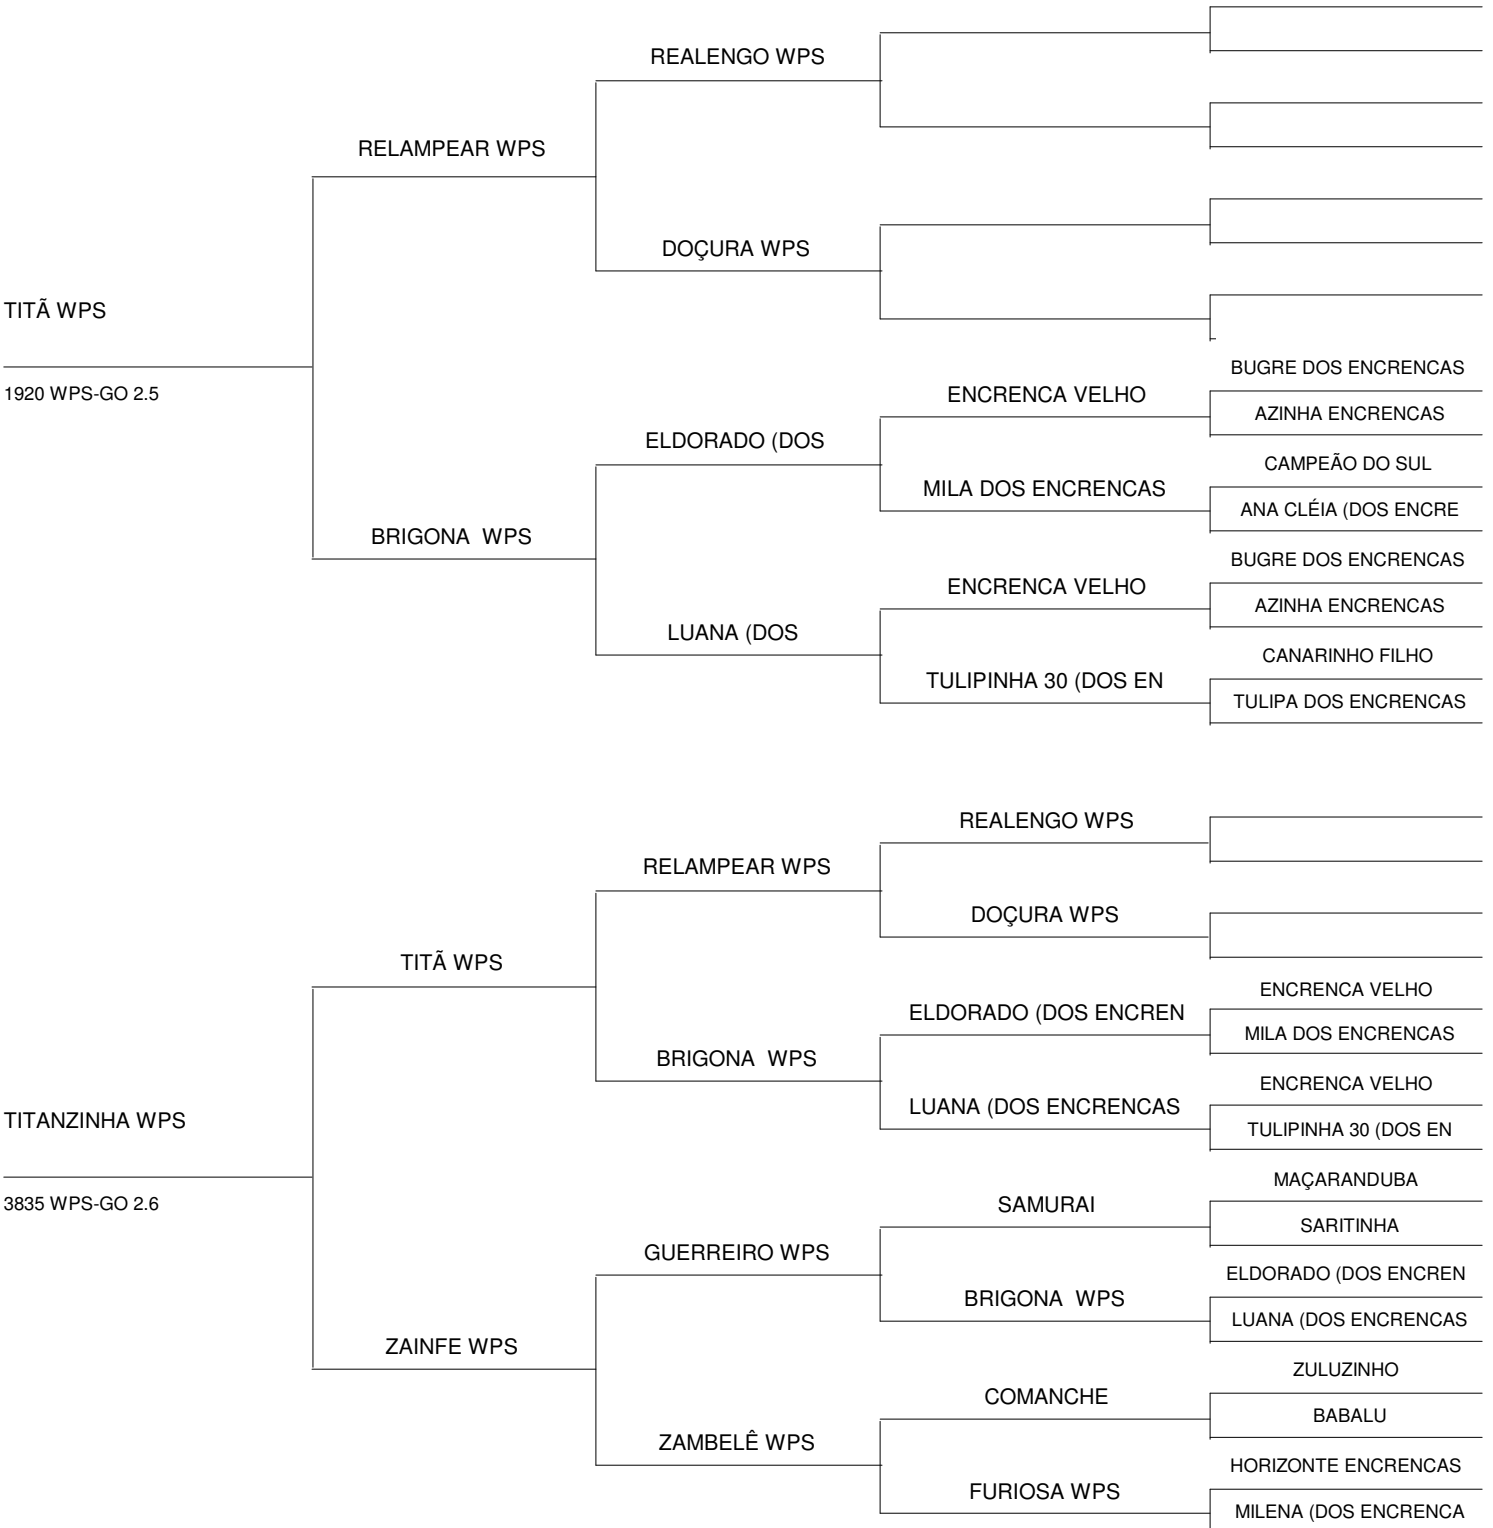 REALENGO WPS
RELAMPEAR WPS
DOÇURA WPS
TITÃ WPS
1920 WPS-GO 2.5
BUGRE DOS ENCRENCAS
ENCRENCA VELHO
AZINHA ENCRENCAS
ELDORADO (DOS
CAMPEÃO DO SUL
MILA DOS ENCRENCAS
ANA CLÉIA (DOS ENCRE
BRIGONA  WPS
BUGRE DOS ENCRENCAS
ENCRENCA VELHO
AZINHA ENCRENCAS
LUANA (DOS
CANARINHO FILHO
TULIPINHA 30 (DOS EN
TULIPA DOS ENCRENCAS
REALENGO WPS
RELAMPEAR WPS
DOÇURA WPS
TITÃ WPS
ENCRENCA VELHO
ELDORADO (DOS ENCREN
MILA DOS ENCRENCAS
BRIGONA  WPS
ENCRENCA VELHO
LUANA (DOS ENCRENCAS
TULIPINHA 30 (DOS EN
TITANZINHA WPS
3835 WPS-GO 2.6
MAÇARANDUBA
SAMURAI
SARITINHA
GUERREIRO WPS
ELDORADO (DOS ENCREN
BRIGONA  WPS
LUANA (DOS ENCRENCAS
ZAINFE WPS
ZULUZINHO
COMANCHE
BABALU
ZAMBELÊ WPS
HORIZONTE ENCRENCAS
FURIOSA WPS
MILENA (DOS ENCRENCA